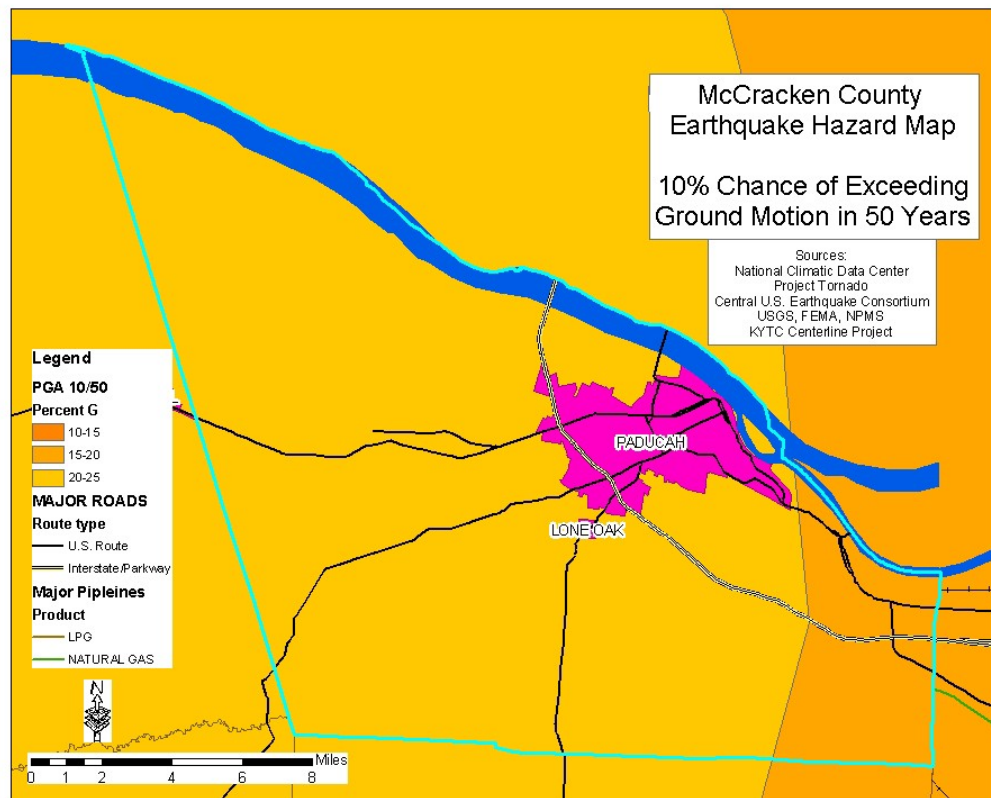 McCracken County
Earthquake Hazard Map
10% Chance of Exceeding
Ground Motion in 50 Years
Sources:
National Climatic Data Center
Project Tornado
Central U.S. Earthquake Consortium
USGS, FEMA, NPMS
KYTC Centerline Project
Legend
PGA 10/50
Percent G
10-15
15-20
20-25
MAJOR ROADS
Route type
U.S. Route
Interstate/Parkway
Major Pipleines
Product
LPG
NATURAL GAS
PADUCAH
LONE OAK
N
Miles
0 1 2 4 6 8